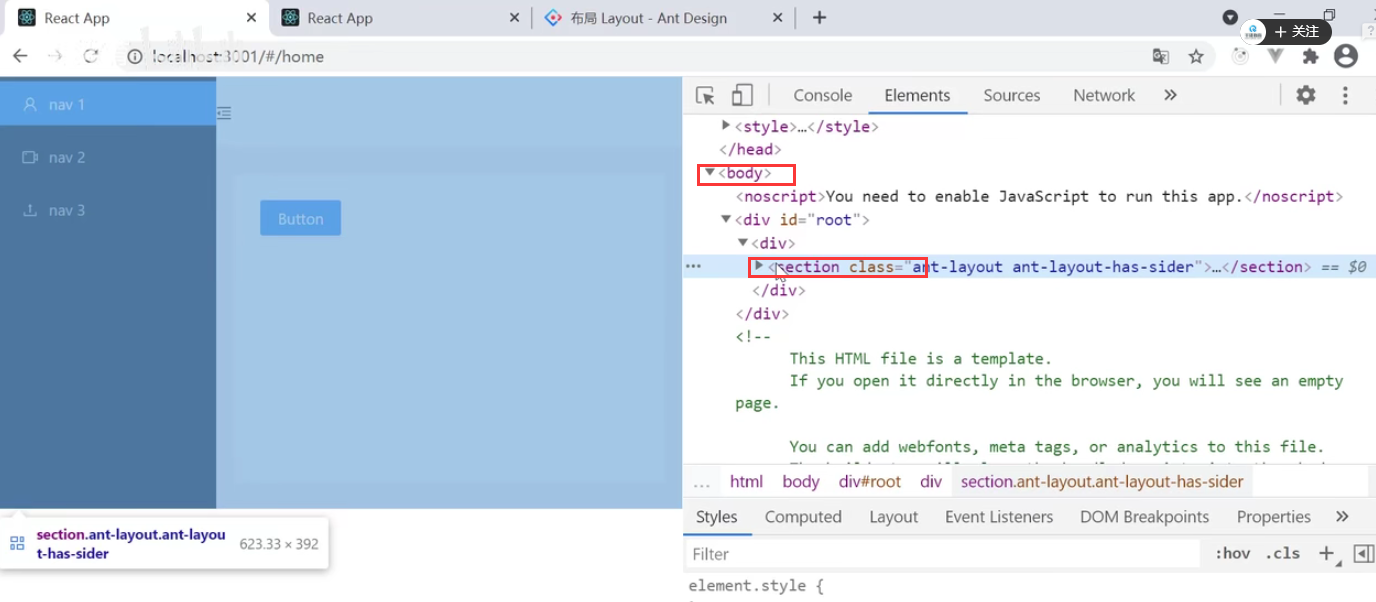 React App
React App
布局 Layout - Ant Design
关注
localhost:3001/#/home
nav 1
nav 2
nav 3
Button
section.ant-layout.ant-layou
t-has-sider
623.33 × 392
Console Elements Sources Network »
<style>…</style>
</head>
<body>
<noscript>You need to enable JavaScript to run this app.</noscript>
<div id="root">
<div>
<section class="ant-layout ant-layout-has-sider">…</section> == $0
</div>
</div>
<!--
This HTML file is a template.
If you open it directly in the browser, you will see an empty
page.
You can add webfonts, meta tags, or analytics to this file.
… html body div#root div section.ant-layout.ant-layout-has-sider
Styles Computed Layout Event Listeners DOM Breakpoints Properties »
Filter :hov .cls +
element.style {